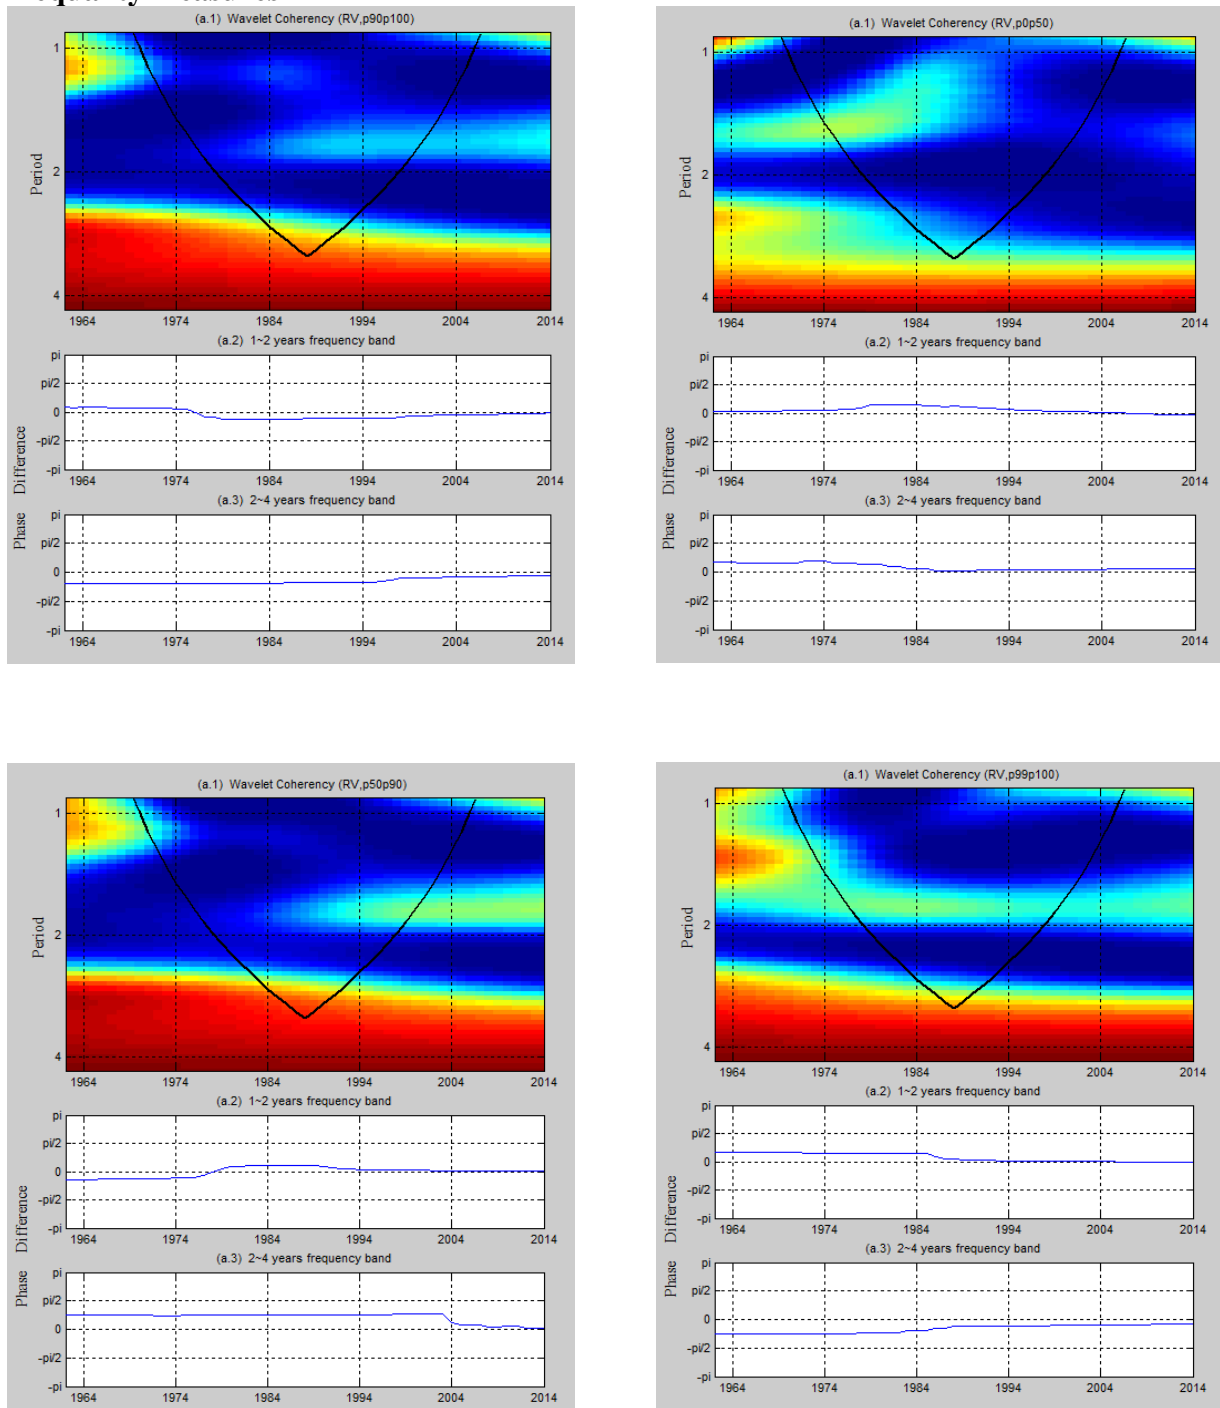 equality Measures
(a.1) Wavelet Coherency (RV,p90p100)
Period
1
2
4
1964 1974 1984 1994 2004 2014
(a.2) 1~2 years frequency band
pi
pi/2
0
-pi/2
-pi
1964 1974 1984 1994 2004 2014
Phase Difference
(a.3) 2~4 years frequency band
pi
pi/2
0
-pi/2
-pi
1964 1974 1984 1994 2004 2014
(a.1) Wavelet Coherency (RV,p0p50)
Period
1
2
4
1964 1974 1984 1994 2004 2014
(a.2) 1~2 years frequency band
pi
pi/2
0
-pi/2
-pi
1964 1974 1984 1994 2004 2014
Phase Difference
(a.3) 2~4 years frequency band
pi
pi/2
0
-pi/2
-pi
1964 1974 1984 1994 2004 2014
(a.1) Wavelet Coherency (RV,p50p90)
Period
1
2
4
1964 1974 1984 1994 2004 2014
(a.2) 1~2 years frequency band
pi
pi/2
0
-pi/2
-pi
1964 1974 1984 1994 2004 2014
Phase Difference
(a.3) 2~4 years frequency band
pi
pi/2
0
-pi/2
-pi
1964 1974 1984 1994 2004 2014
(a.1) Wavelet Coherency (RV,p99p100)
Period
1
2
4
1964 1974 1984 1994 2004 2014
(a.2) 1~2 years frequency band
pi
pi/2
0
-pi/2
-pi
1964 1974 1984 1994 2004 2014
Phase Difference
(a.3) 2~4 years frequency band
pi
pi/2
0
-pi/2
-pi
1964 1974 1984 1994 2004 2014